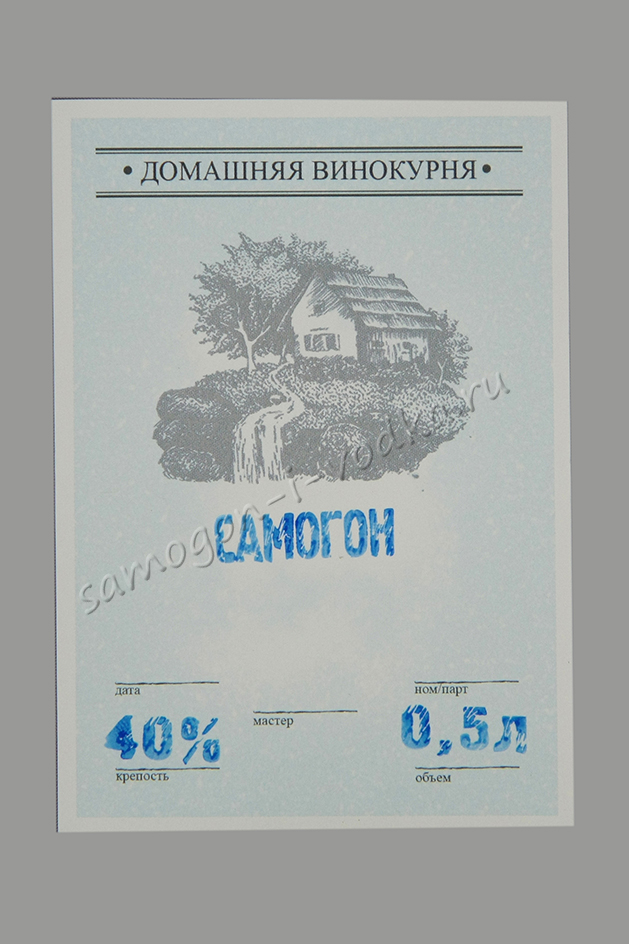 • ДОМАШНЯЯ ВИНОКУРНЯ •
samogon-i-vodka.ru
САМОГОН
дата
ном/парт
40%
мастер
0,5л
крепость
объем